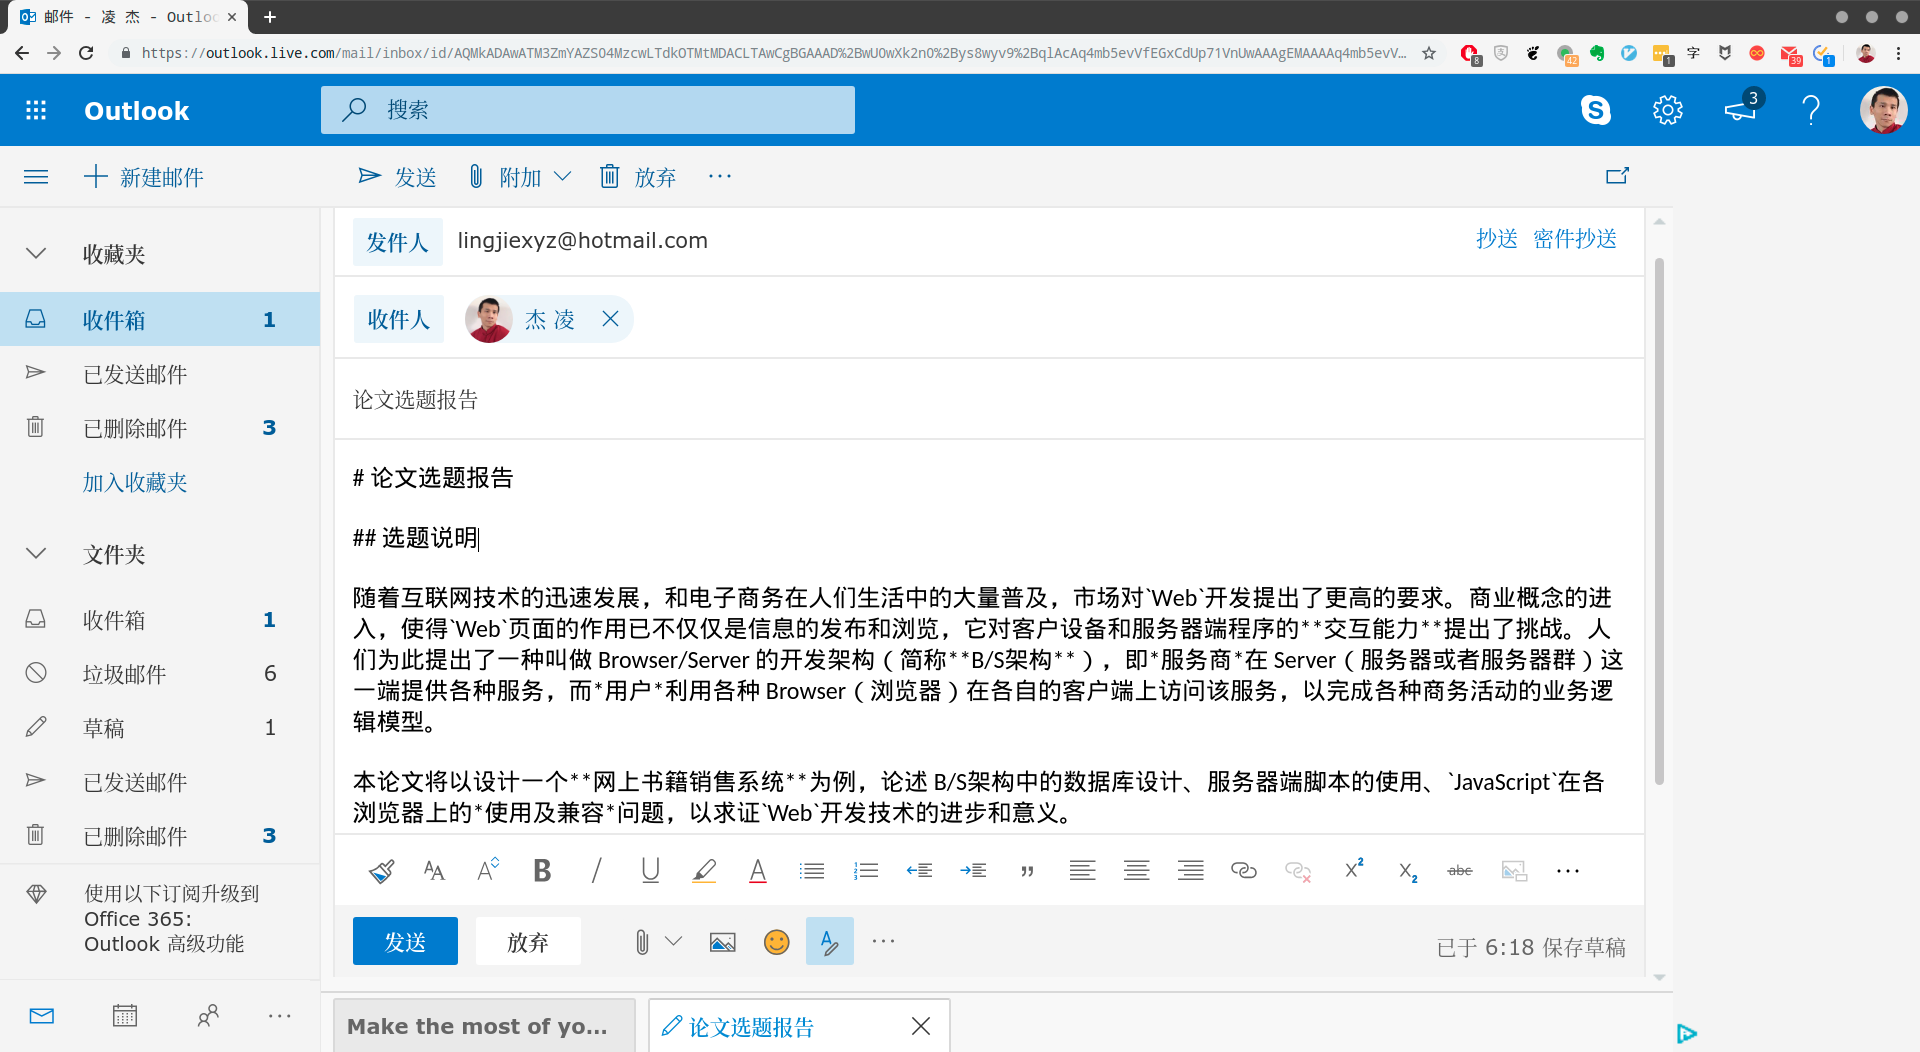 邮件 - 凌 杰 - Outlo
https://outlook.live.com/mail/inbox/id/AQMkADAwATM3ZmYAZS04MzcwLTdkOTMtMDACLTAwCgBGAAAD%2BwU0wXk2n0%2Bys8wyv9%2BqlAcAq4mb5evVfEGxCdUp71VnUwAAAgEMAAAAq4mb5evV...
8
42
1
字
39
1
Outlook
搜索
3
新建邮件
发送
附加
放弃
收藏夹
收件箱 1
已发送邮件
已删除邮件 3
加入收藏夹
文件夹
收件箱 1
垃圾邮件 6
草稿 1
已发送邮件
已删除邮件 3
使用以下订阅升级到
Office 365:
Outlook 高级功能
发件人 lingjiexyz@hotmail.com 抄送 密件抄送
收件人 杰 凌
论文选题报告
# 论文选题报告
## 选题说明
随着互联网技术的迅速发展，和电子商务在人们生活中的大量普及，市场对`Web`开发提出了更高的要求。商业概念的进
入，使得`Web`页面的作用已不仅仅是信息的发布和浏览，它对客户设备和服务器端程序的**交互能力**提出了挑战。人
们为此提出了一种叫做 Browser/Server 的开发架构（简称**B/S架构**），即*服务商*在 Server（服务器或者服务器群）这
一端提供各种服务，而*用户*利用各种 Browser（浏览器）在各自的客户端上访问该服务，以完成各种商务活动的业务逻
辑模型。
本论文将以设计一个**网上书籍销售系统**为例，论述 B/S架构中的数据库设计、服务器端脚本的使用、`JavaScript`在各
浏览器上的*使用及兼容*问题，以求证`Web`开发技术的进步和意义。
发送
放弃
已于 6:18 保存草稿
Make the most of yo...
论文选题报告